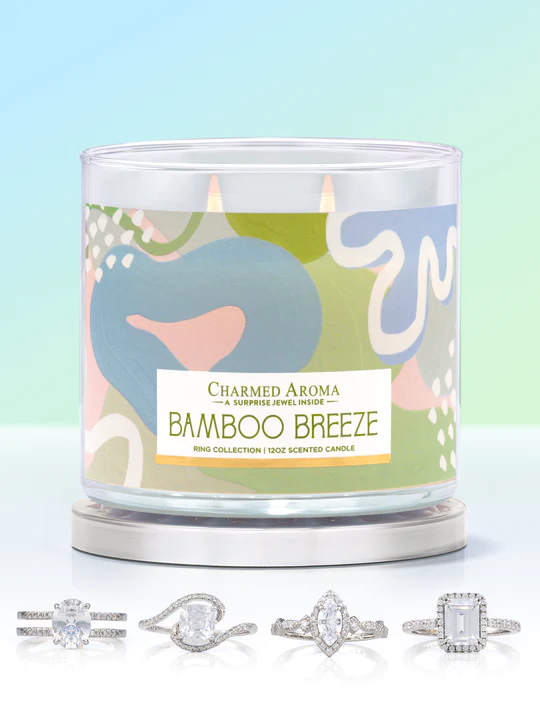 CHARMED AROMA
A SURPRISE JEWEL INSIDE
BAMBOO BREEZE
RING COLLECTION | 12OZ SCENTED CANDLE